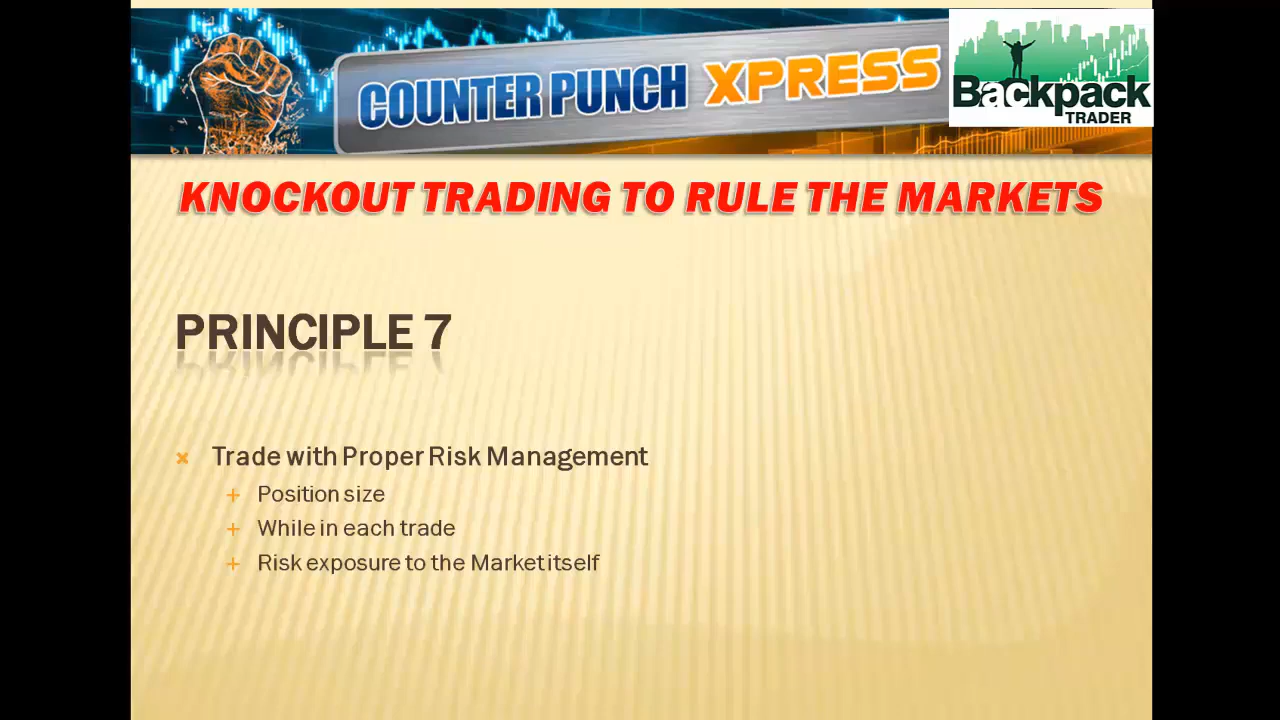 COUNTER PUNCH XPRESS
Backpack
TRADER
KNOCKOUT TRADING TO RULE THE MARKETS
PRINCIPLE 7
Trade with Proper Risk Management
Position size
While in each trade
Risk exposure to the Market itself